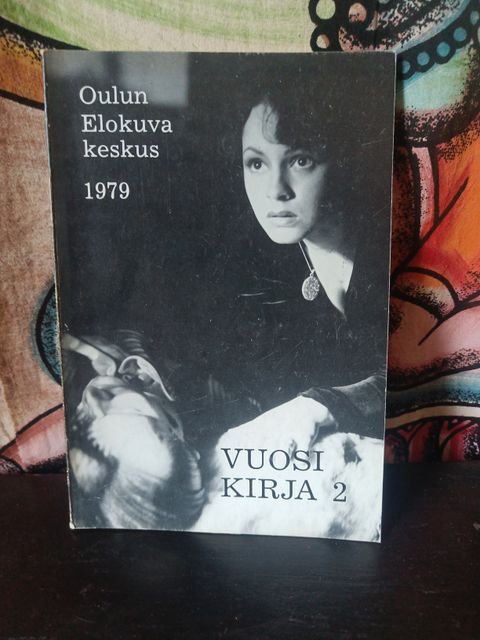 Oulun
Elokuva
keskus
1979
VUOSI
KIRJA 2